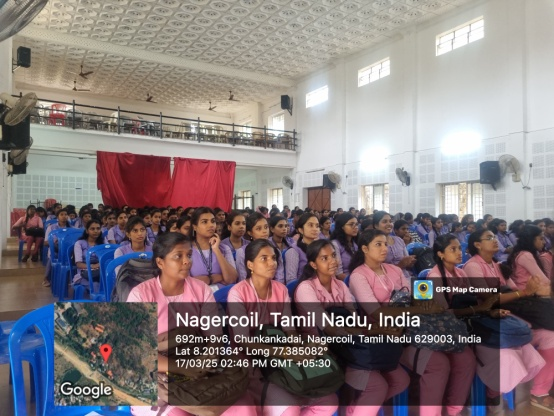 GPS Map Camera
Nagercoil, Tamil Nadu, India
692m+9v6, Chunkankadai, Nagercoil, Tamil Nadu 629003, India
Lat 8.201364° Long 77.385082°
17/03/25 02:46 PM GMT +05:30
Google